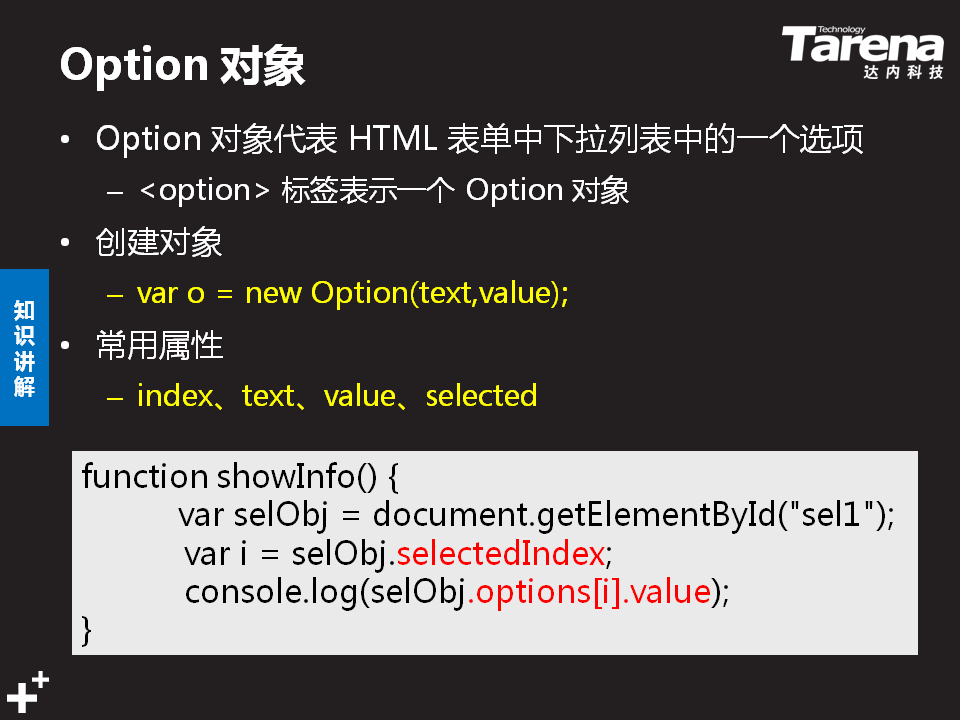 Option 对象
Technology
Tarena
达内科技
• Option 对象代表 HTML 表单中下拉列表中的一个选项
– <option> 标签表示一个 Option 对象
• 创建对象
– var o = new Option(text,value);
• 常用属性
– index、text、value、selected
知识讲解
function showInfo() {
var selObj = document.getElementById("sel1");
var i = selObj.selectedIndex;
console.log(selObj.options[i].value);
}